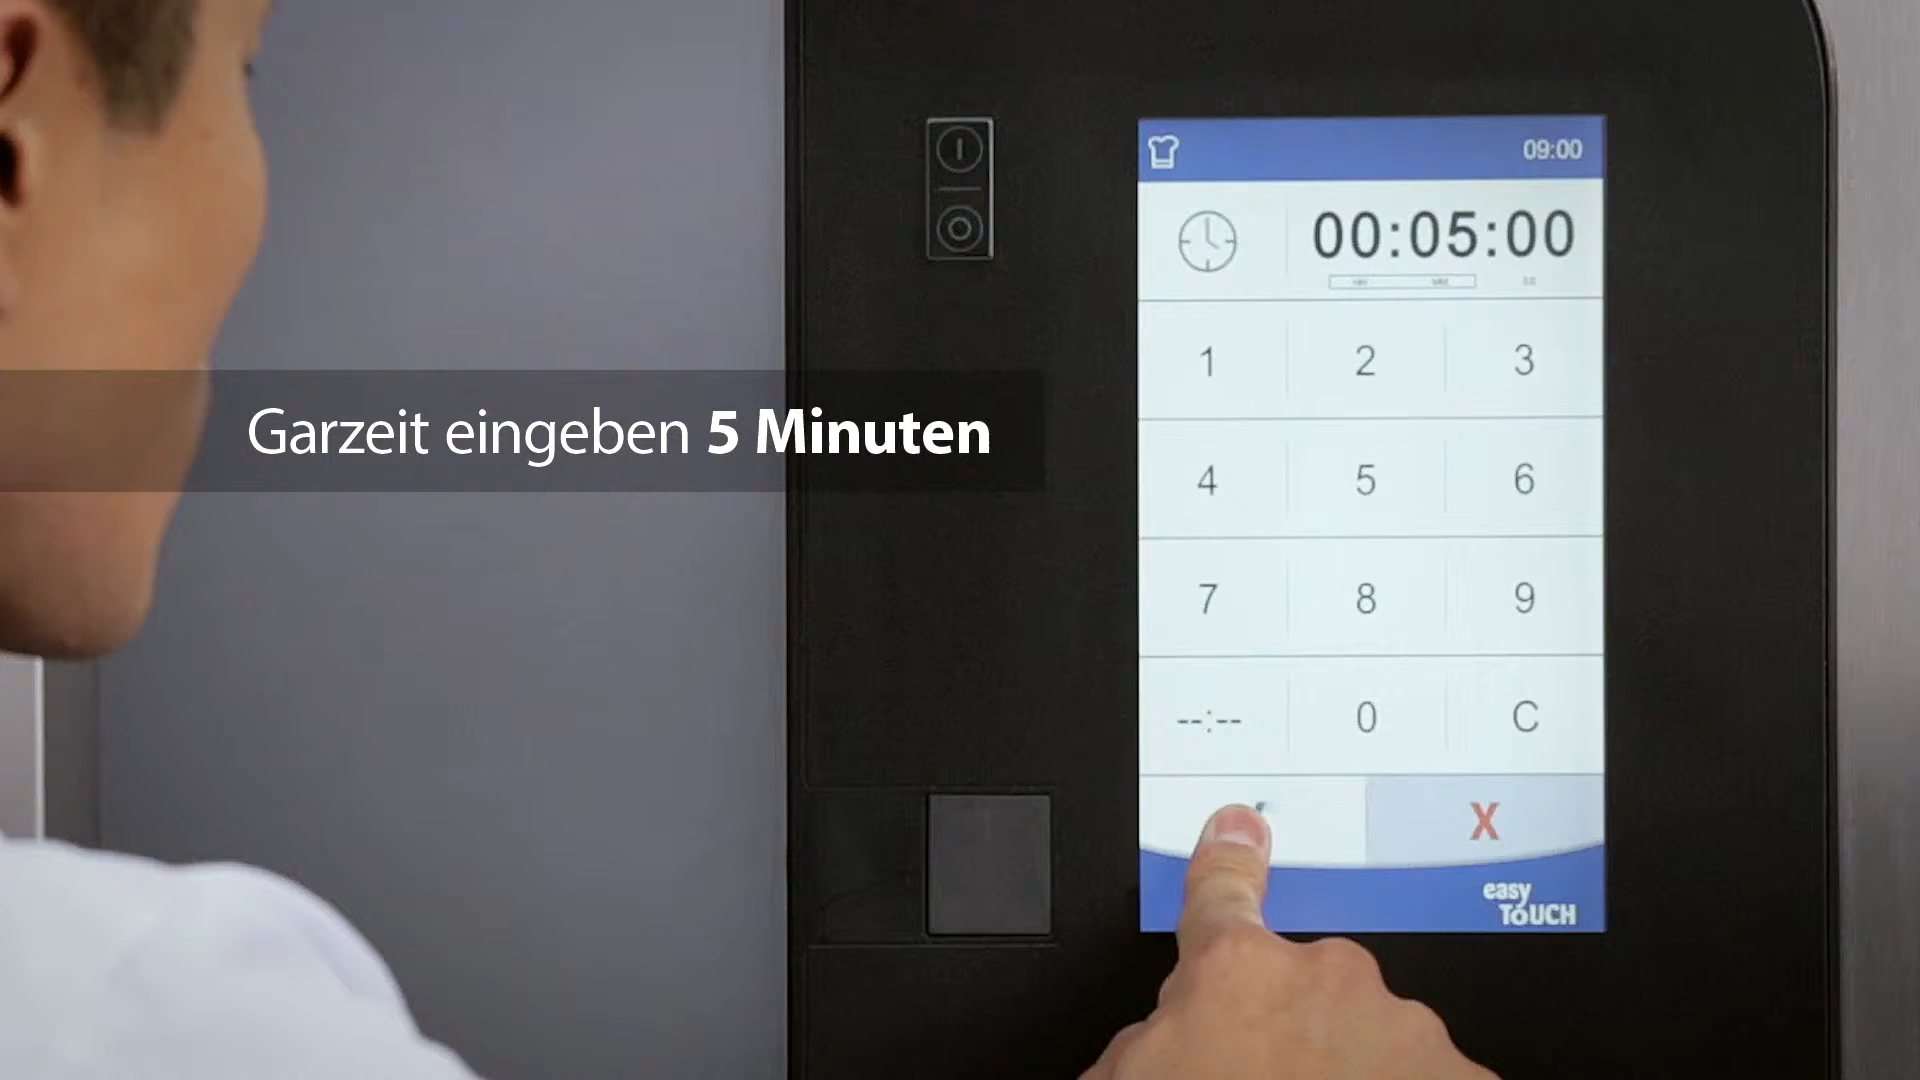 09:00
00:05:00
1 2 3
Garzeit eingeben 5 Minuten
4 5 6
7 8 9
--:-- 0 C
X
easy
TOUCH